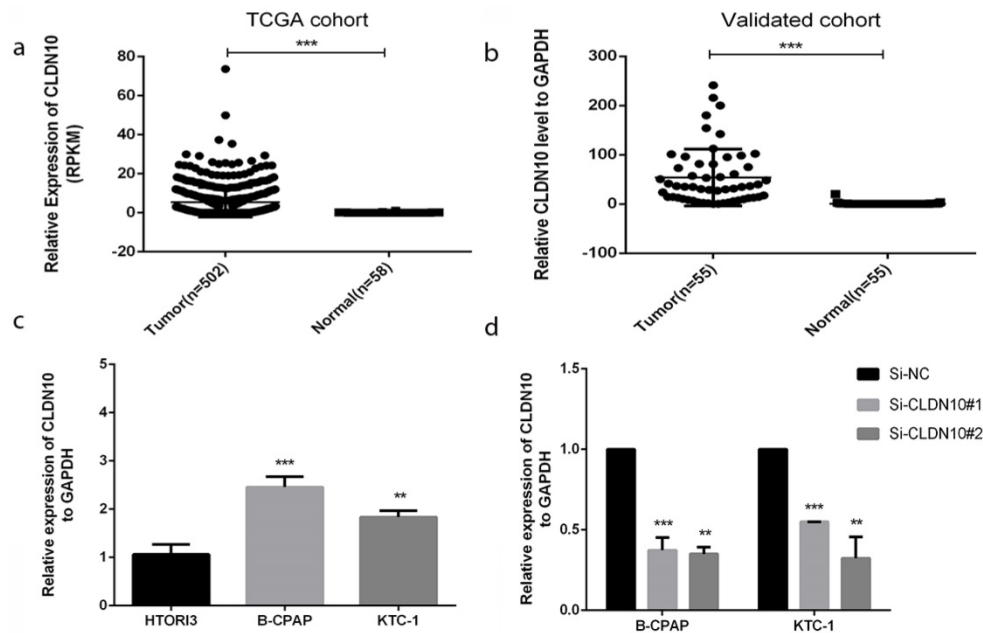 a
TCGA cohort
***
Relative Expression of CLDN10
(RPKM)
80
60
40
20
0
-20
Tumor(n=502)
Normal(n=58)
b
Validated cohort
***
Relative CLDN10 level to GAPDH
300
200
100
0
-100
Tumor(n=55)
Normal(n=55)
c
Relative expression of CLDN10
to GAPDH
5
4
3
2
1
0
***
**
HTORI3
B-CPAP
KTC-1
d
Relative expression of CLDN10
to GAPDH
1.5
1.0
0.5
0.0
Si-NC
Si-CLDN10#1
Si-CLDN10#2
***
**
***
**
B-CPAP
KTC-1